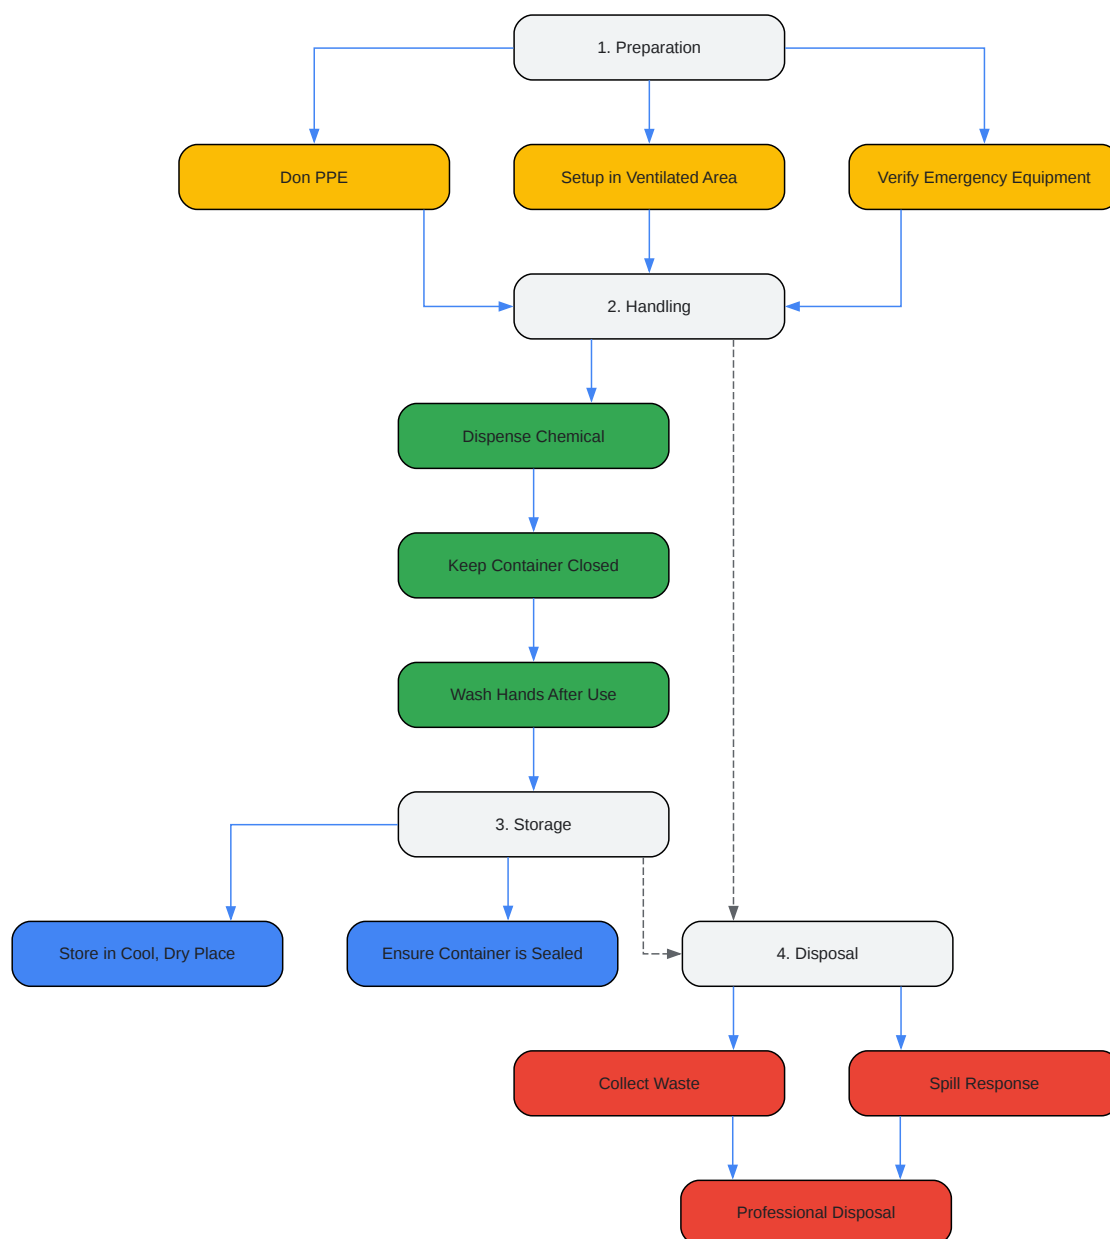 1. Preparation
Don PPE
Setup in Ventilated Area
Verify Emergency Equipment
2. Handling
Dispense Chemical
Keep Container Closed
Wash Hands After Use
3. Storage
Store in Cool, Dry Place
Ensure Container is Sealed
4. Disposal
Collect Waste
Spill Response
Professional Disposal